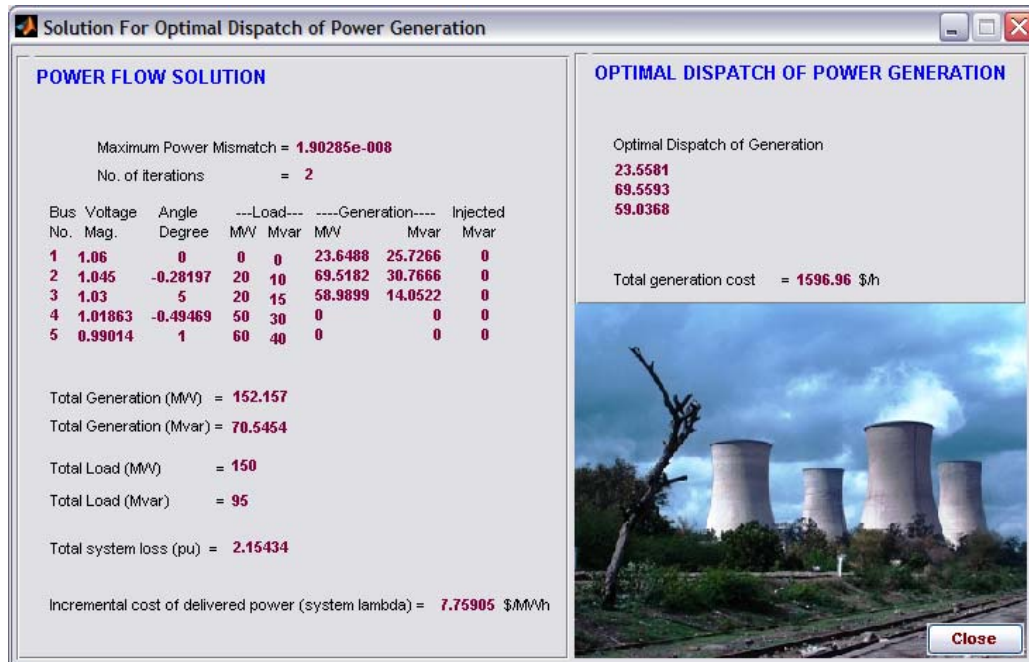 Solution For Optimal Dispatch of Power Generation
POWER FLOW SOLUTION
Maximum Power Mismatch = 1.90285e-008
No. of iterations = 2
Bus Voltage Angle ---Load--- ----Generation---- Injected
No. Mag. Degree MW Mvar MW Mvar Mvar
1 1.06 0 0 0 23.6488 25.7266 0
2 1.045 -0.28197 20 10 69.5182 30.7666 0
3 1.03 5 20 15 58.9899 14.0522 0
4 1.01863 -0.49469 50 30 0 0 0
5 0.99014 1 60 40 0 0 0
Total Generation (MW) = 152.157
Total Generation (Mvar) = 70.5454
Total Load (MW) = 150
Total Load (Mvar) = 95
Total system loss (pu) = 2.15434
Incremental cost of delivered power (system lambda) = 7.75905 $/MWh
OPTIMAL DISPATCH OF POWER GENERATION
Optimal Dispatch of Generation
23.5581
69.5593
59.0368
Total generation cost = 1596.96 $/h
Close